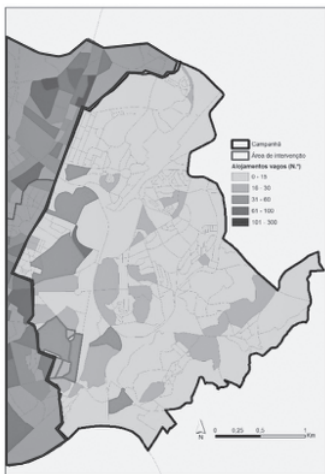 Campanhã
Área de intervenção
Alojamentos vagos (N.º)
0 - 15
16 - 30
31 - 60
61 - 100
101 - 300
N
0 0.25 0.5 1
Km